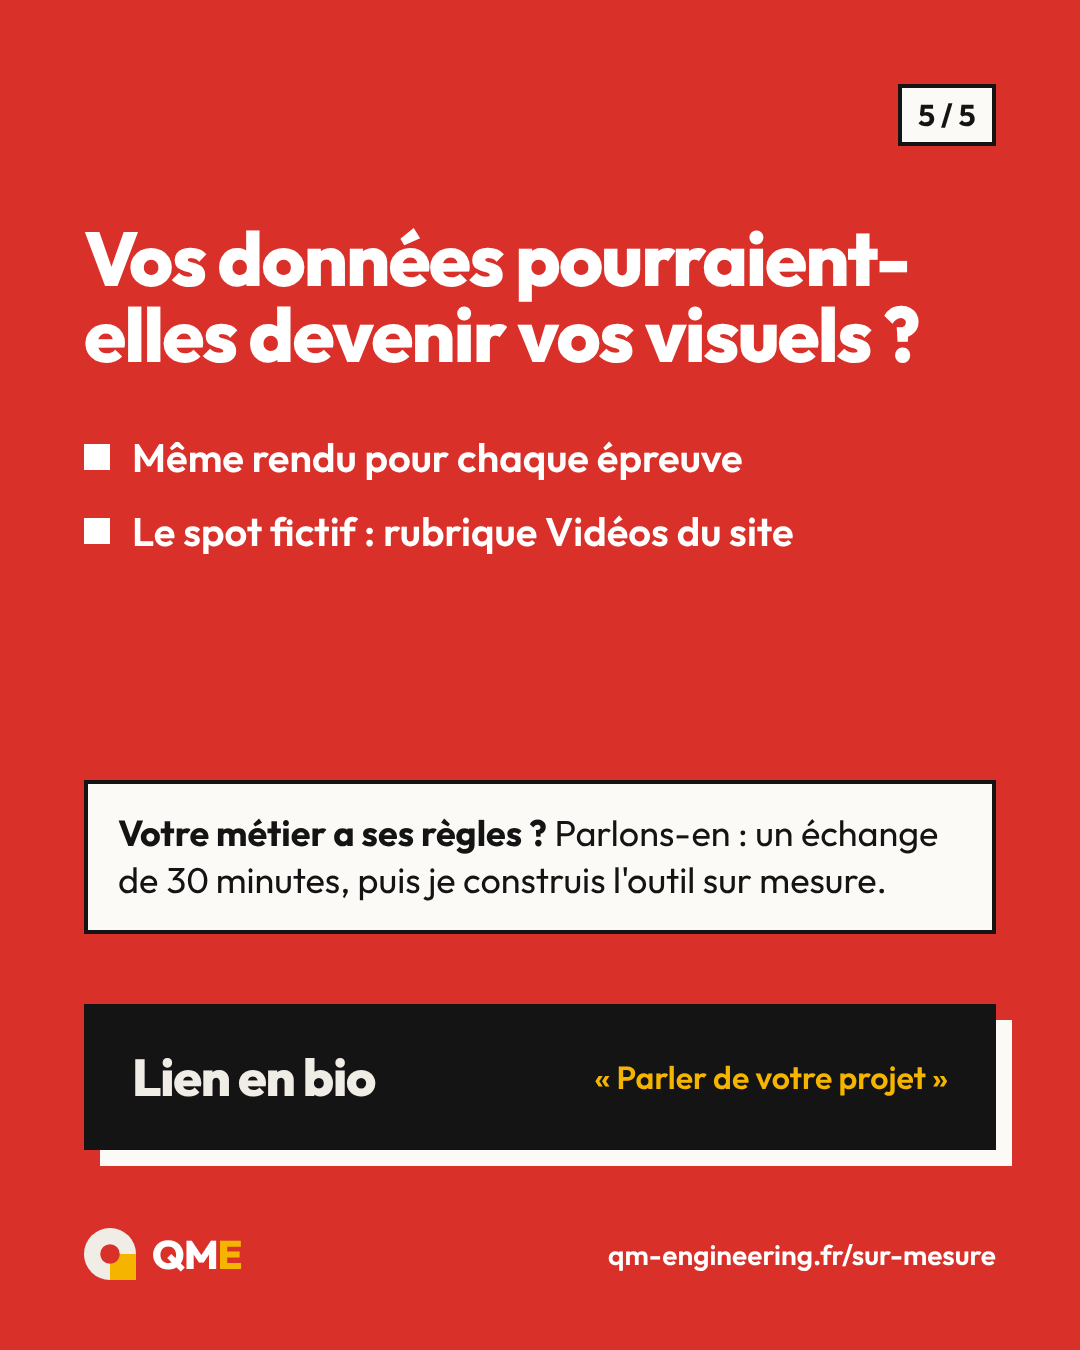 5 / 5
Vos données pourraient-
elles devenir vos visuels ?
Même rendu pour chaque épreuve
Le spot fictif : rubrique Vidéos du site
Votre métier a ses règles ? Parlons-en : un échange
de 30 minutes, puis je construis l'outil sur mesure.
Lien en bio
« Parler de votre projet »
QME
qm-engineering.fr/sur-mesure